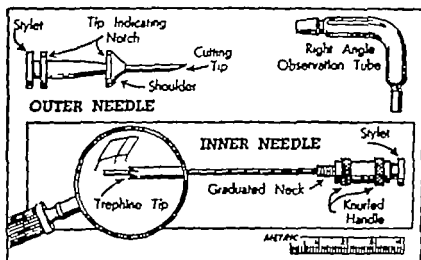 Stylet
Tip Indicating
Notch
Cutting
Tip
Shoulder
OUTER NEEDLE
Right Angle
Observation Tube
INNER NEEDLE
Stylet
Trephine Tip
Graduated Neck
Knurled
Handle
METRIC